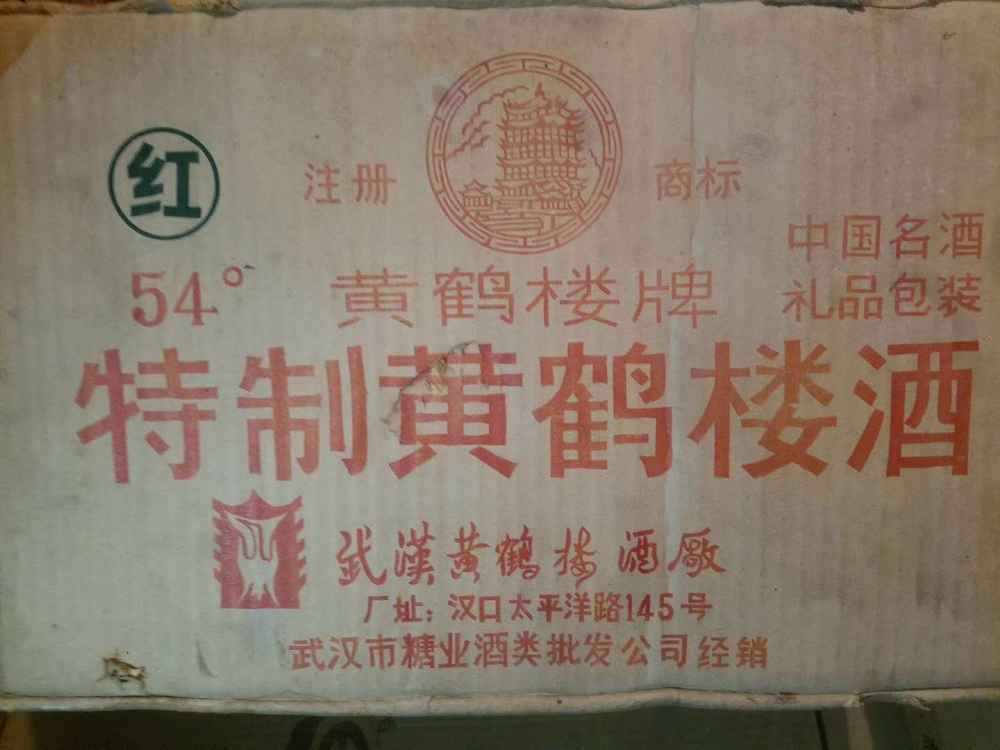 红
注册 商标
中国名酒
礼品包装
54° 黄鹤楼牌
特制黄鹤楼酒
武漢黄鹤楼酒廠
厂址：汉口太平洋路145号
武汉市糖业酒类批发公司经销